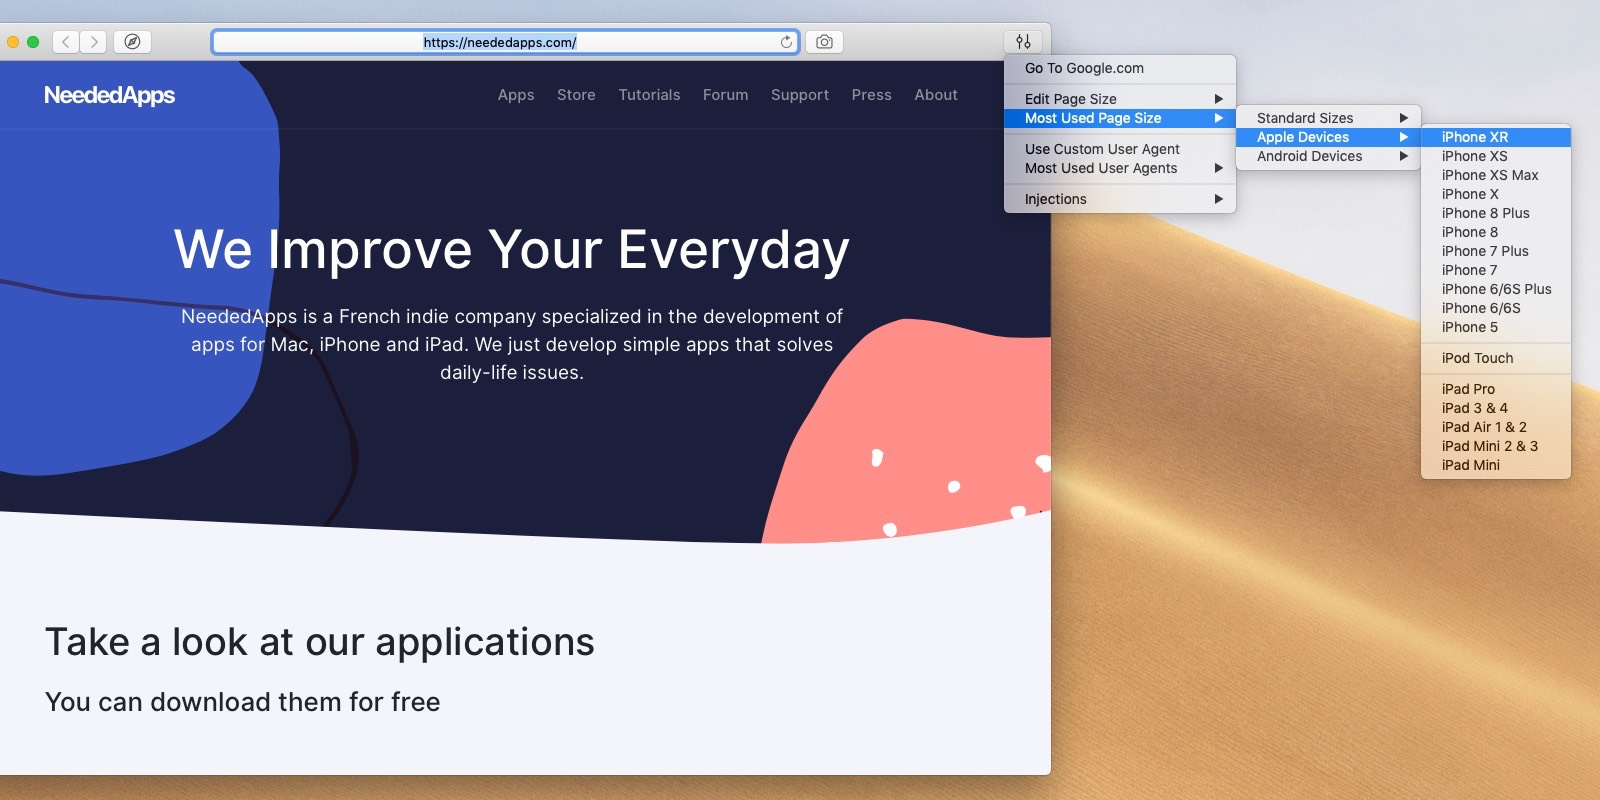 https://neededapps.com/
NeededApps
Apps Store Tutorials Forum Support Press About
We Improve Your Everyday
NeededApps is a French indie company specialized in the development of
apps for Mac, iPhone and iPad. We just develop simple apps that solves
daily-life issues.
Take a look at our applications
You can download them for free
Go To Google.com
Edit Page Size
Most Used Page Size
Use Custom User Agent
Most Used User Agents
Injections
Standard Sizes
Apple Devices
Android Devices
iPhone XR
iPhone XS
iPhone XS Max
iPhone X
iPhone 8 Plus
iPhone 8
iPhone 7 Plus
iPhone 7
iPhone 6/6S Plus
iPhone 6/6S
iPhone 5
iPod Touch
iPad Pro
iPad 3 & 4
iPad Air 1 & 2
iPad Mini 2 & 3
iPad Mini